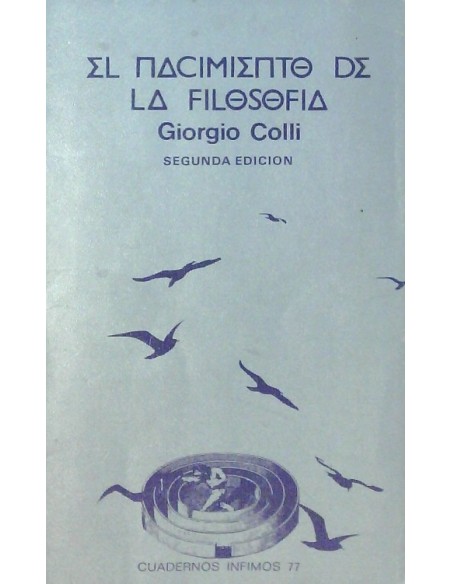 EL NACIMIENTO DE
LA FILOSOFIA
Giorgio Colli
SEGUNDA EDICION
CUADERNOS INFIMOS 77